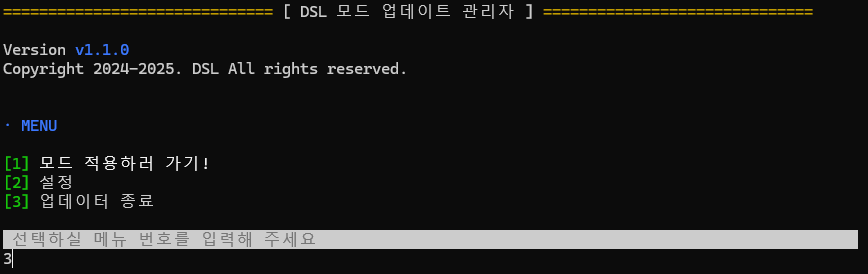 ============================== [ DSL 모드 업데이트 관리자 ] ==============================
Version v1.1.0
Copyright 2024-2025. DSL All rights reserved.
· MENU
[1] 모드 적용하러 가기!
[2] 설정
[3] 업데이터 종료
선택하실 메뉴 번호를 입력해 주세요
3